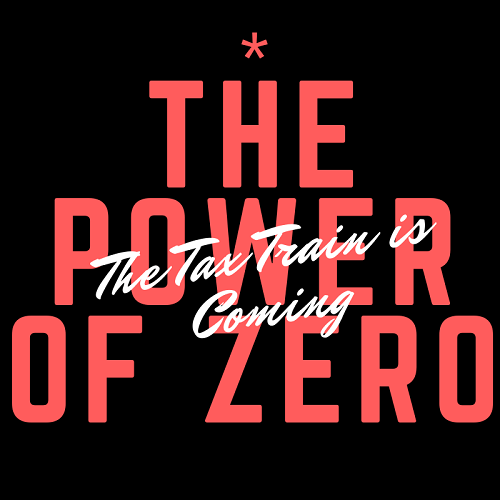 *
THE
POWER
OF ZERO
The Tax Train is
Coming